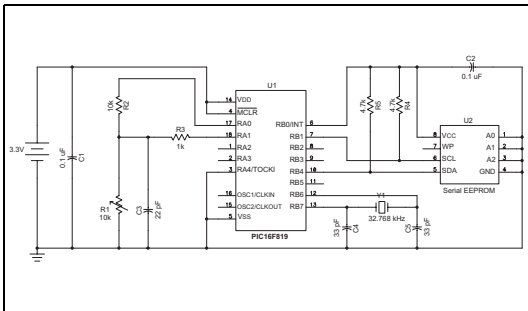 C2
0.1 uF
U1
10k
R2
4.7k
R5
4.7k
R4
U2
14 VDD
4 MCLR
17 RA0
RB0/INT 6
18 RA1
RB1 7
1 RA2
RB2 8
2 RA3
RB3 9
3 RA4/TOCKI
RB4 10
RB5 11
16 OSC1/CLKIN
RB6 12
15 OSC2/CLKOUT
RB7 13
5 VSS
PIC16F819
R3
1k
8 VCC
A0 1
7 WP
A1 2
6 SCL
A2 3
5 SDA
GND 4
Serial EEPROM
3.3V
0.1 uF
C1
R1
10k
C3
22 pF
Y1
32.768 kHz
33 pF
C4
C5
33 pF